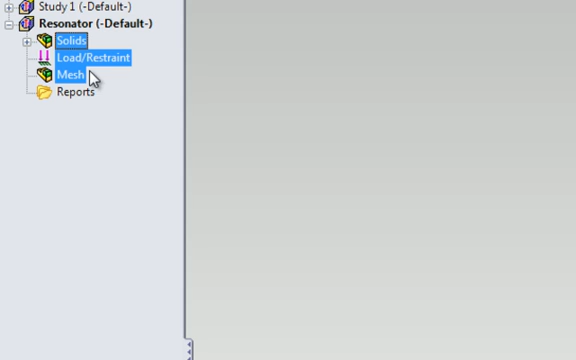 Study 1 (-Default-)
Resonator (-Default-)
Solids
Load/Restraint
Mesh
Reports